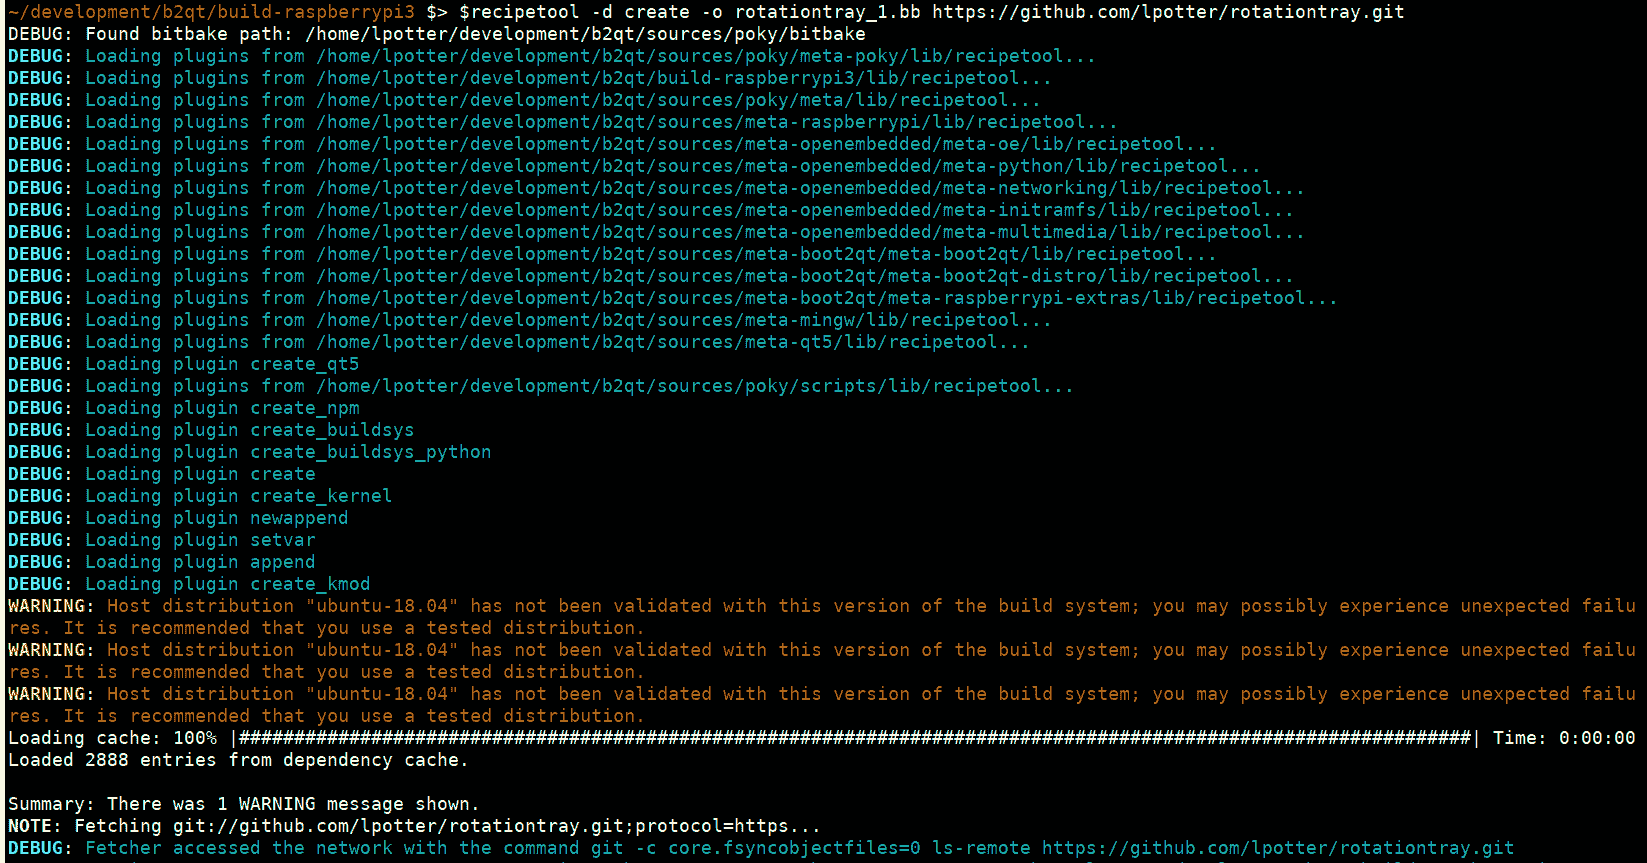 ~/development/b2qt/build-raspberrypi3 $> $recipetool -d create -o rotationtray_1.bb https://github.com/lpotter/rotationtray.git
DEBUG: Found bitbake path: /home/lpotter/development/b2qt/sources/poky/bitbake
DEBUG: Loading plugins from /home/lpotter/development/b2qt/sources/poky/meta-poky/lib/recipetool...
DEBUG: Loading plugins from /home/lpotter/development/b2qt/build-raspberrypi3/lib/recipetool...
DEBUG: Loading plugins from /home/lpotter/development/b2qt/sources/poky/meta/lib/recipetool...
DEBUG: Loading plugins from /home/lpotter/development/b2qt/sources/meta-raspberrypi/lib/recipetool...
DEBUG: Loading plugins from /home/lpotter/development/b2qt/sources/meta-openembedded/meta-oe/lib/recipetool...
DEBUG: Loading plugins from /home/lpotter/development/b2qt/sources/meta-openembedded/meta-python/lib/recipetool...
DEBUG: Loading plugins from /home/lpotter/development/b2qt/sources/meta-openembedded/meta-networking/lib/recipetool...
DEBUG: Loading plugins from /home/lpotter/development/b2qt/sources/meta-openembedded/meta-initramfs/lib/recipetool...
DEBUG: Loading plugins from /home/lpotter/development/b2qt/sources/meta-openembedded/meta-multimedia/lib/recipetool...
DEBUG: Loading plugins from /home/lpotter/development/b2qt/sources/meta-boot2qt/meta-boot2qt/lib/recipetool...
DEBUG: Loading plugins from /home/lpotter/development/b2qt/sources/meta-boot2qt/meta-boot2qt-distro/lib/recipetool...
DEBUG: Loading plugins from /home/lpotter/development/b2qt/sources/meta-boot2qt/meta-raspberrypi-extras/lib/recipetool...
DEBUG: Loading plugins from /home/lpotter/development/b2qt/sources/meta-mingw/lib/recipetool...
DEBUG: Loading plugins from /home/lpotter/development/b2qt/sources/meta-qt5/lib/recipetool...
DEBUG: Loading plugin create_qt5
DEBUG: Loading plugins from /home/lpotter/development/b2qt/sources/poky/scripts/lib/recipetool...
DEBUG: Loading plugin create_npm
DEBUG: Loading plugin create_buildsys
DEBUG: Loading plugin create_buildsys_python
DEBUG: Loading plugin create
DEBUG: Loading plugin create_kernel
DEBUG: Loading plugin newappend
DEBUG: Loading plugin setvar
DEBUG: Loading plugin append
DEBUG: Loading plugin create_kmod
WARNING: Host distribution "ubuntu-18.04" has not been validated with this version of the build system; you may possibly experience unexpected failu
res. It is recommended that you use a tested distribution.
WARNING: Host distribution "ubuntu-18.04" has not been validated with this version of the build system; you may possibly experience unexpected failu
res. It is recommended that you use a tested distribution.
WARNING: Host distribution "ubuntu-18.04" has not been validated with this version of the build system; you may possibly experience unexpected failu
res. It is recommended that you use a tested distribution.
Loading cache: 100% |################################################################################################################| Time: 0:00:00
Loaded 2888 entries from dependency cache.
Summary: There was 1 WARNING message shown.
NOTE: Fetching git://github.com/lpotter/rotationtray.git;protocol=https...
DEBUG: Fetcher accessed the network with the command git -c core.fsyncobjectfiles=0 ls-remote https://github.com/lpotter/rotationtray.git